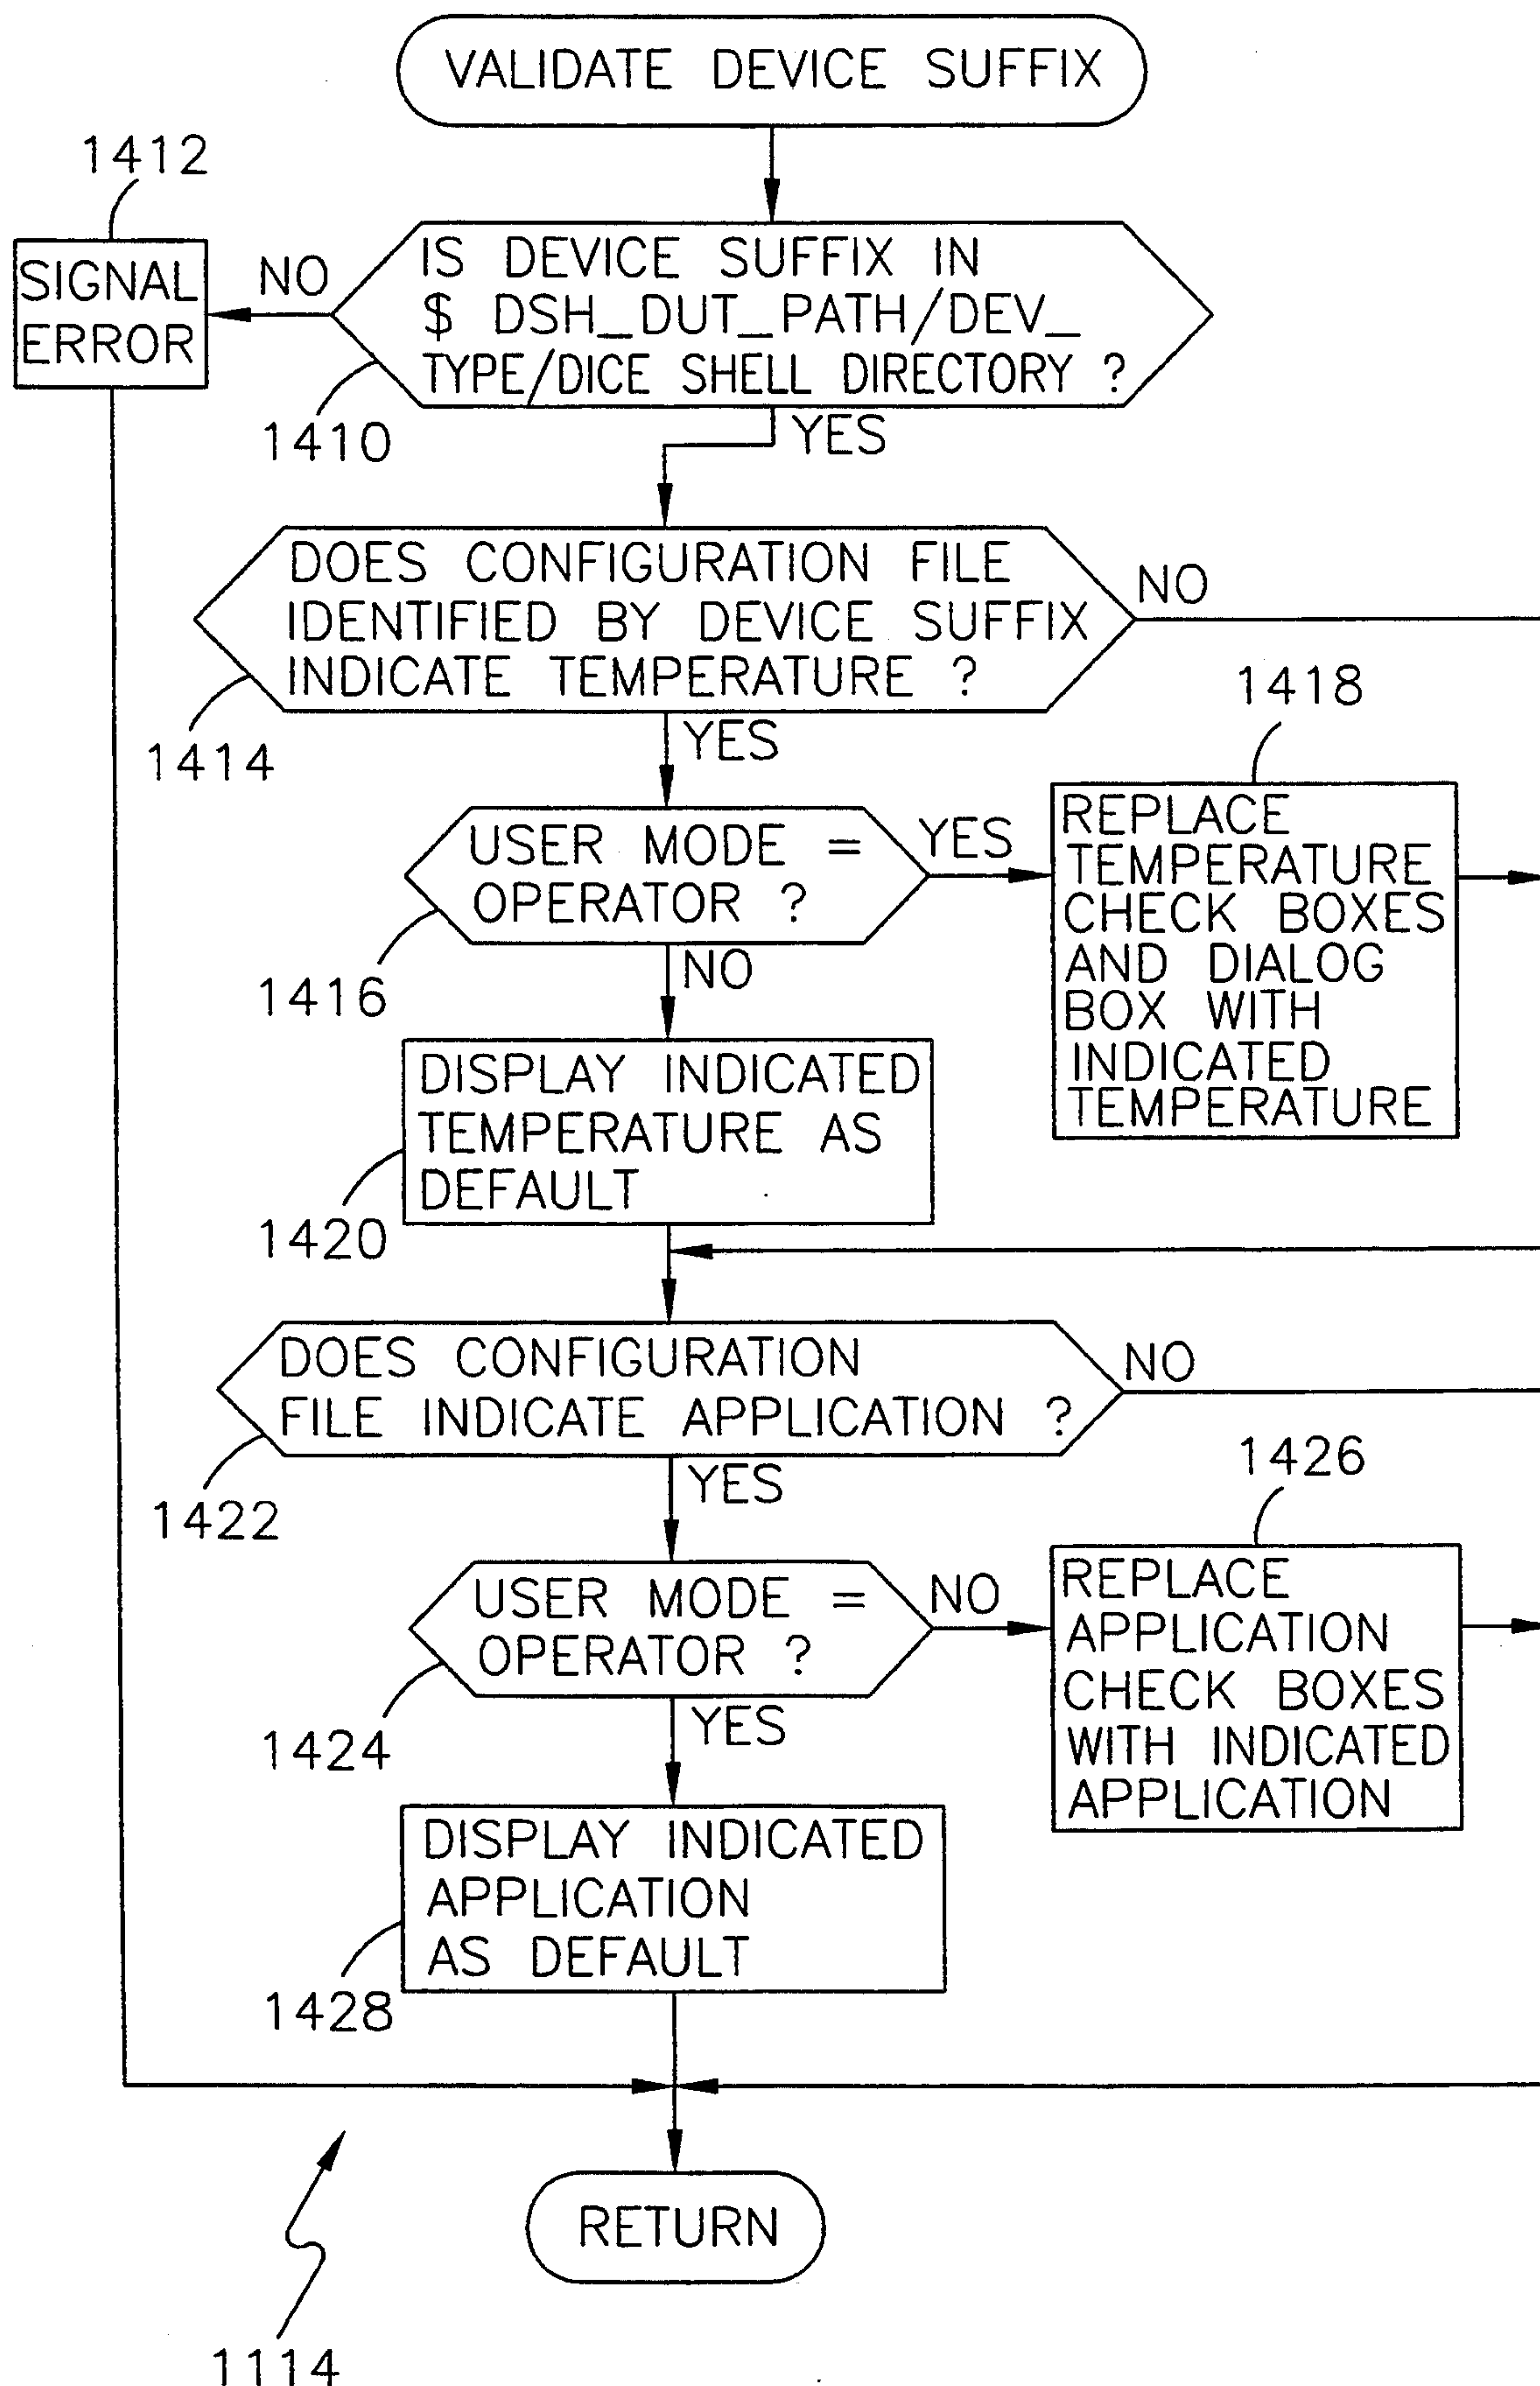 VALIDATE DEVICE SUFFIX
1412
SIGNAL
ERROR
NO
IS DEVICE SUFFIX IN
$ DSH_DUT_PATH/DEV_
TYPE/DICE SHELL DIRECTORY ?
1410
YES
DOES CONFIGURATION FILE
IDENTIFIED BY DEVICE SUFFIX
INDICATE TEMPERATURE ?
NO
1414
YES
1418
USER MODE =
OPERATOR ?
YES
REPLACE
TEMPERATURE
CHECK BOXES
AND DIALOG
BOX WITH
INDICATED
TEMPERATURE
1416
NO
DISPLAY INDICATED
TEMPERATURE AS
DEFAULT
1420
DOES CONFIGURATION
FILE INDICATE APPLICATION ?
NO
1422
YES
1426
USER MODE =
OPERATOR ?
NO
REPLACE
APPLICATION
CHECK BOXES
WITH INDICATED
APPLICATION
1424
YES
DISPLAY INDICATED
APPLICATION
AS DEFAULT
1428
RETURN
1114